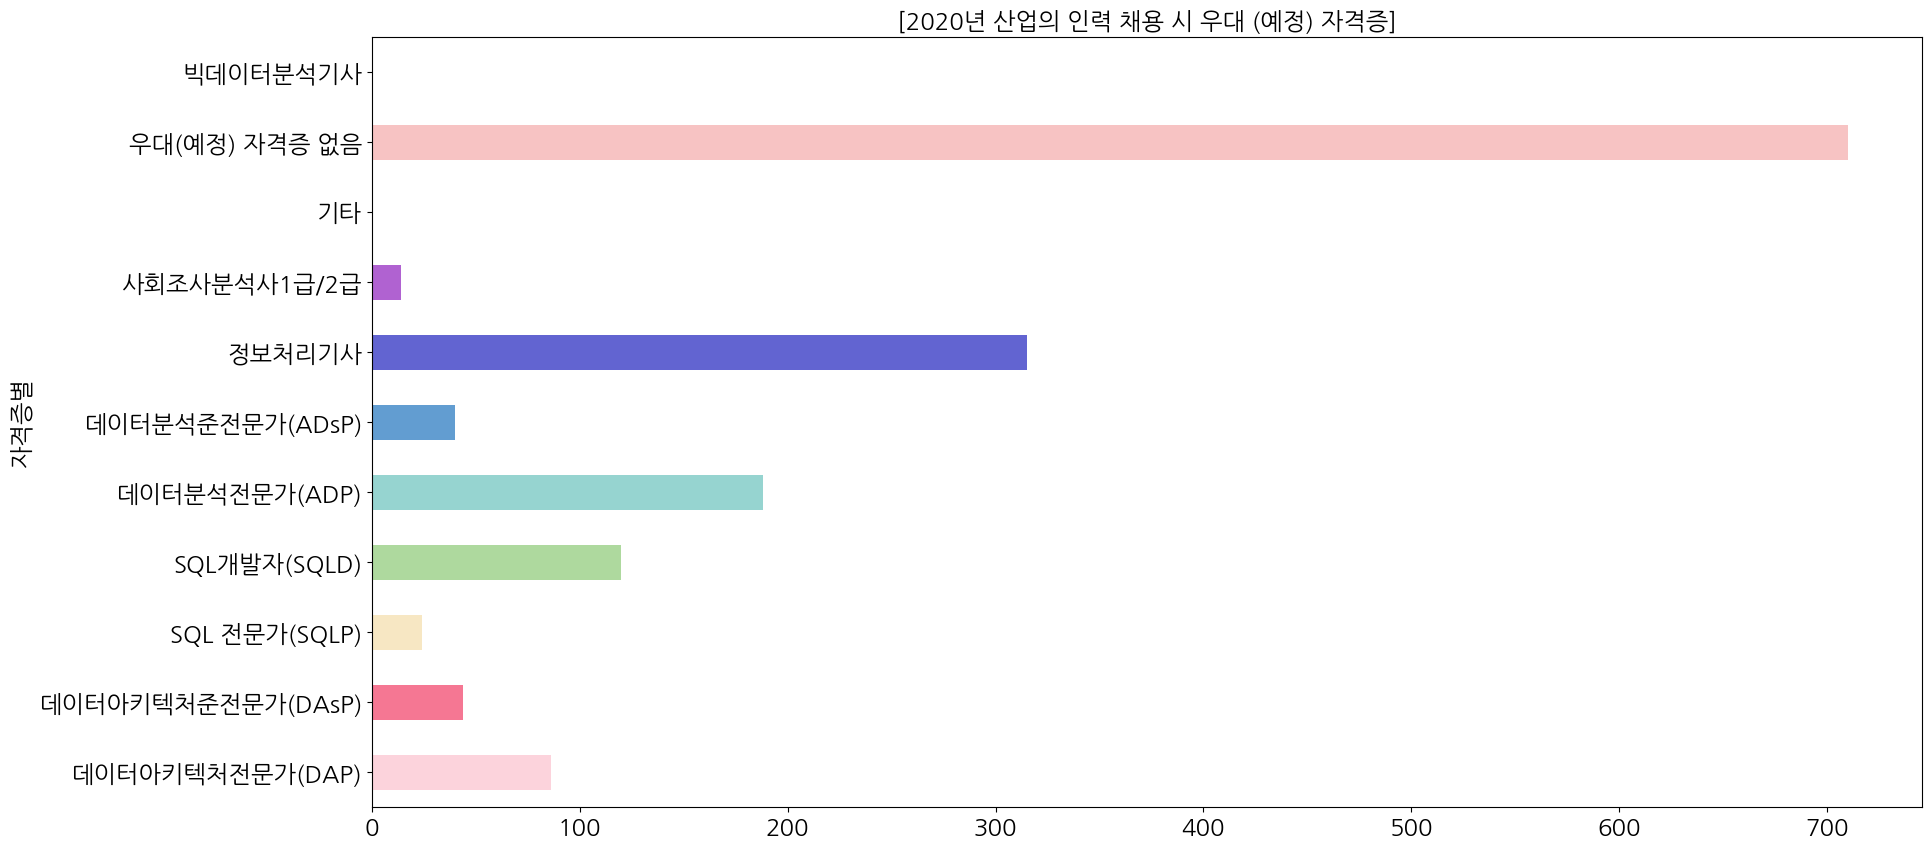 [2020년 산업의 인력 채용 시 우대 (예정) 자격증]
자격증별
빅데이터분석기사
우대(예정) 자격증 없음
기타
사회조사분석사1급/2급
정보처리기사
데이터분석준전문가(ADsP)
데이터분석전문가(ADP)
SQL개발자(SQLD)
SQL 전문가(SQLP)
데이터아키텍처준전문가(DAsP)
데이터아키텍처전문가(DAP)
0 100 200 300 400 500 600 700